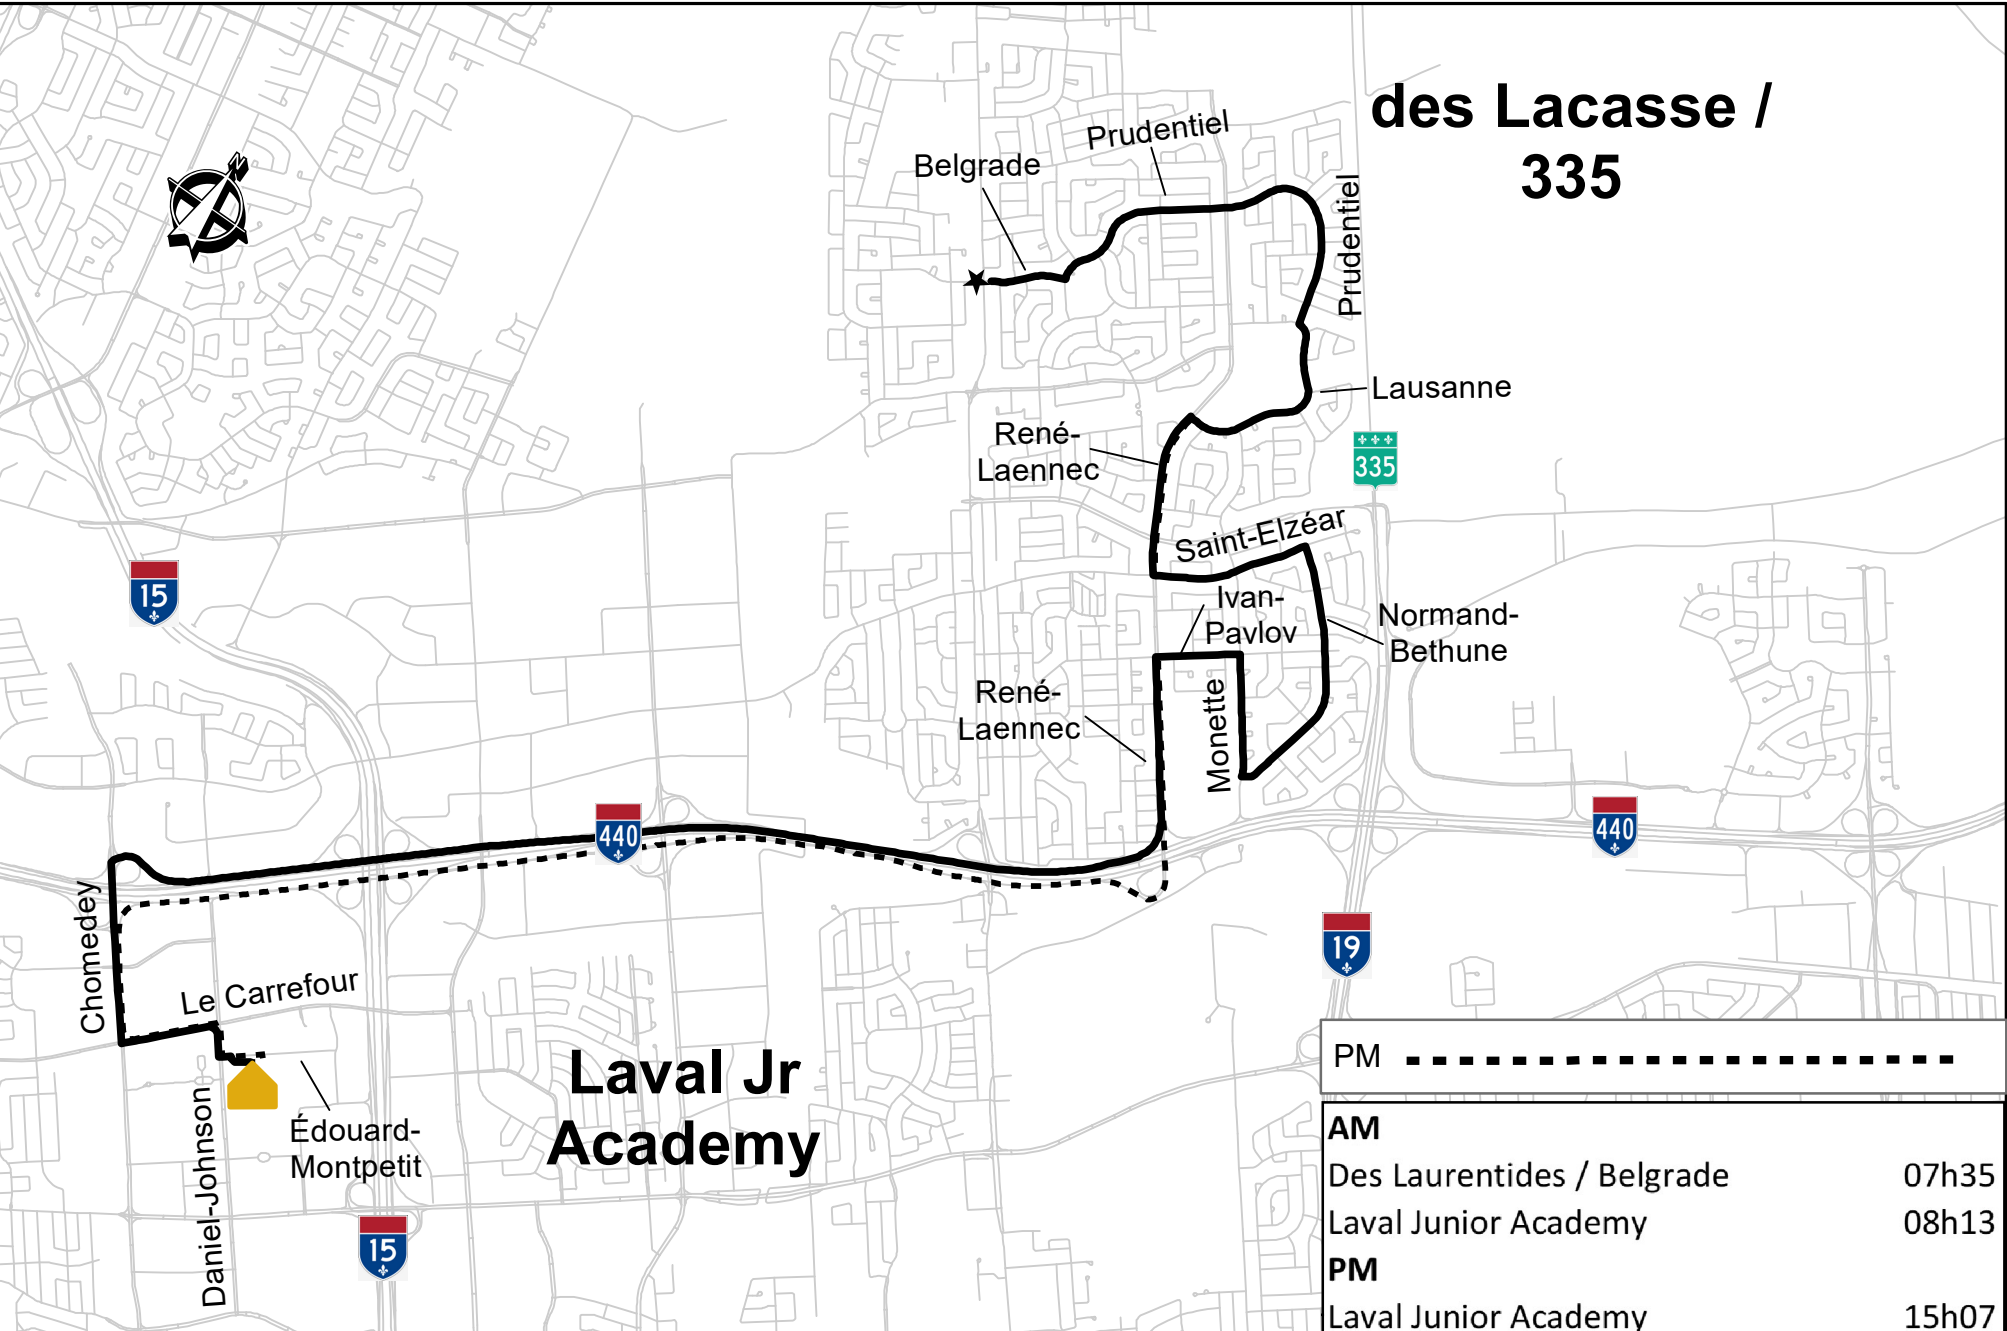 des Lacasse /
335
N
Prudentiel
Belgrade
Prudentiel
Lausanne
René-
Laennec
335
Saint-Elzéar
15
Ivan-
Pavlov
Normand-
Bethune
René-
Laennec
Monette
440
440
Chomedey
19
Le Carrefour
Laval Jr
Academy
Édouard-
Montpetit
Daniel-Johnson
15
PM
AM
Des Laurentides / Belgrade 07h35
Laval Junior Academy 08h13
PM
Laval Junior Academy 15h07